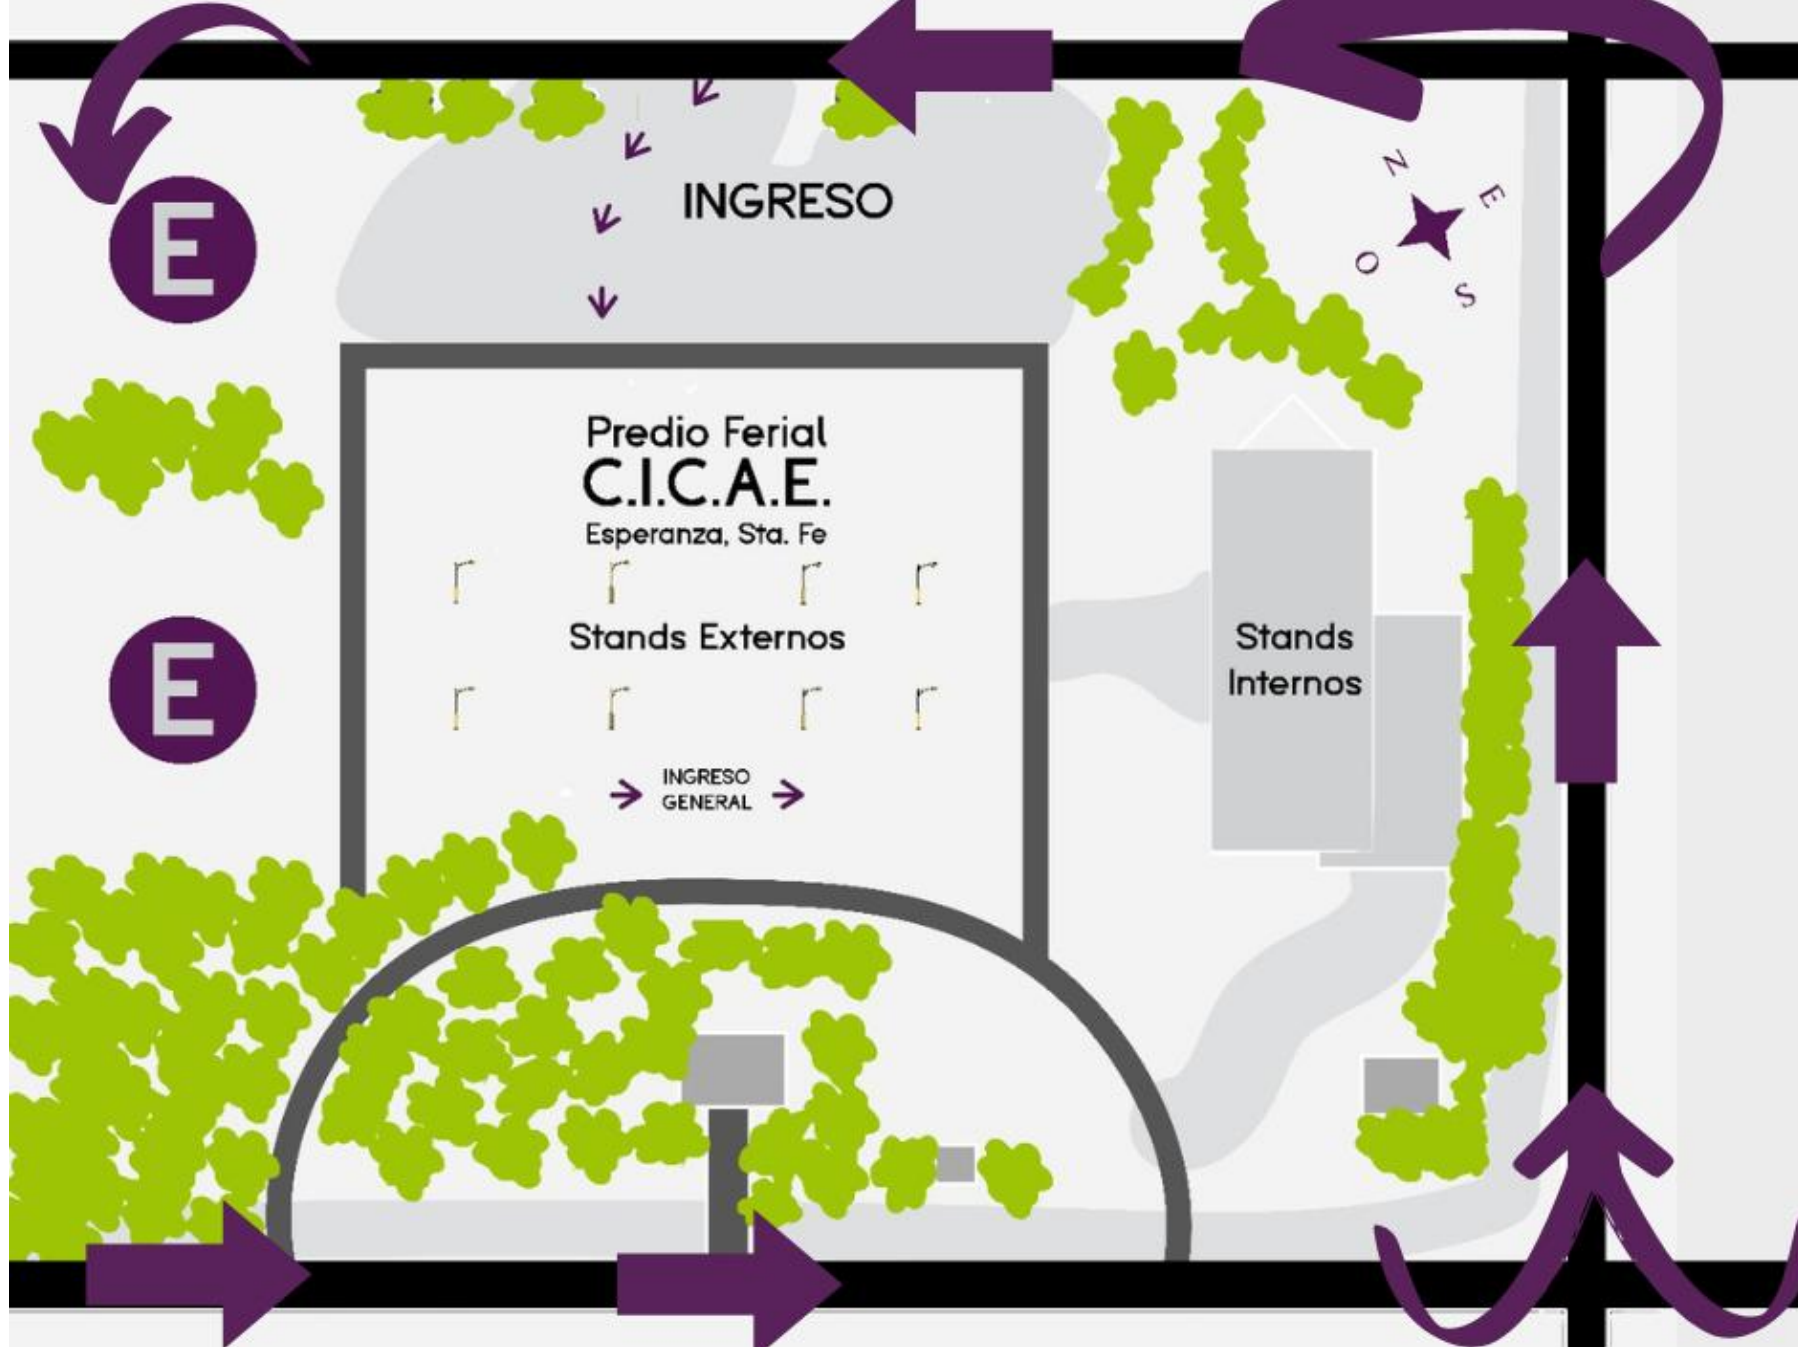 INGRESO
E
N
E
O
S
Predio Ferial
C.I.C.A.E.
Esperanza, Sta. Fe
Stands Externos
Stands
Internos
E
INGRESO
GENERAL